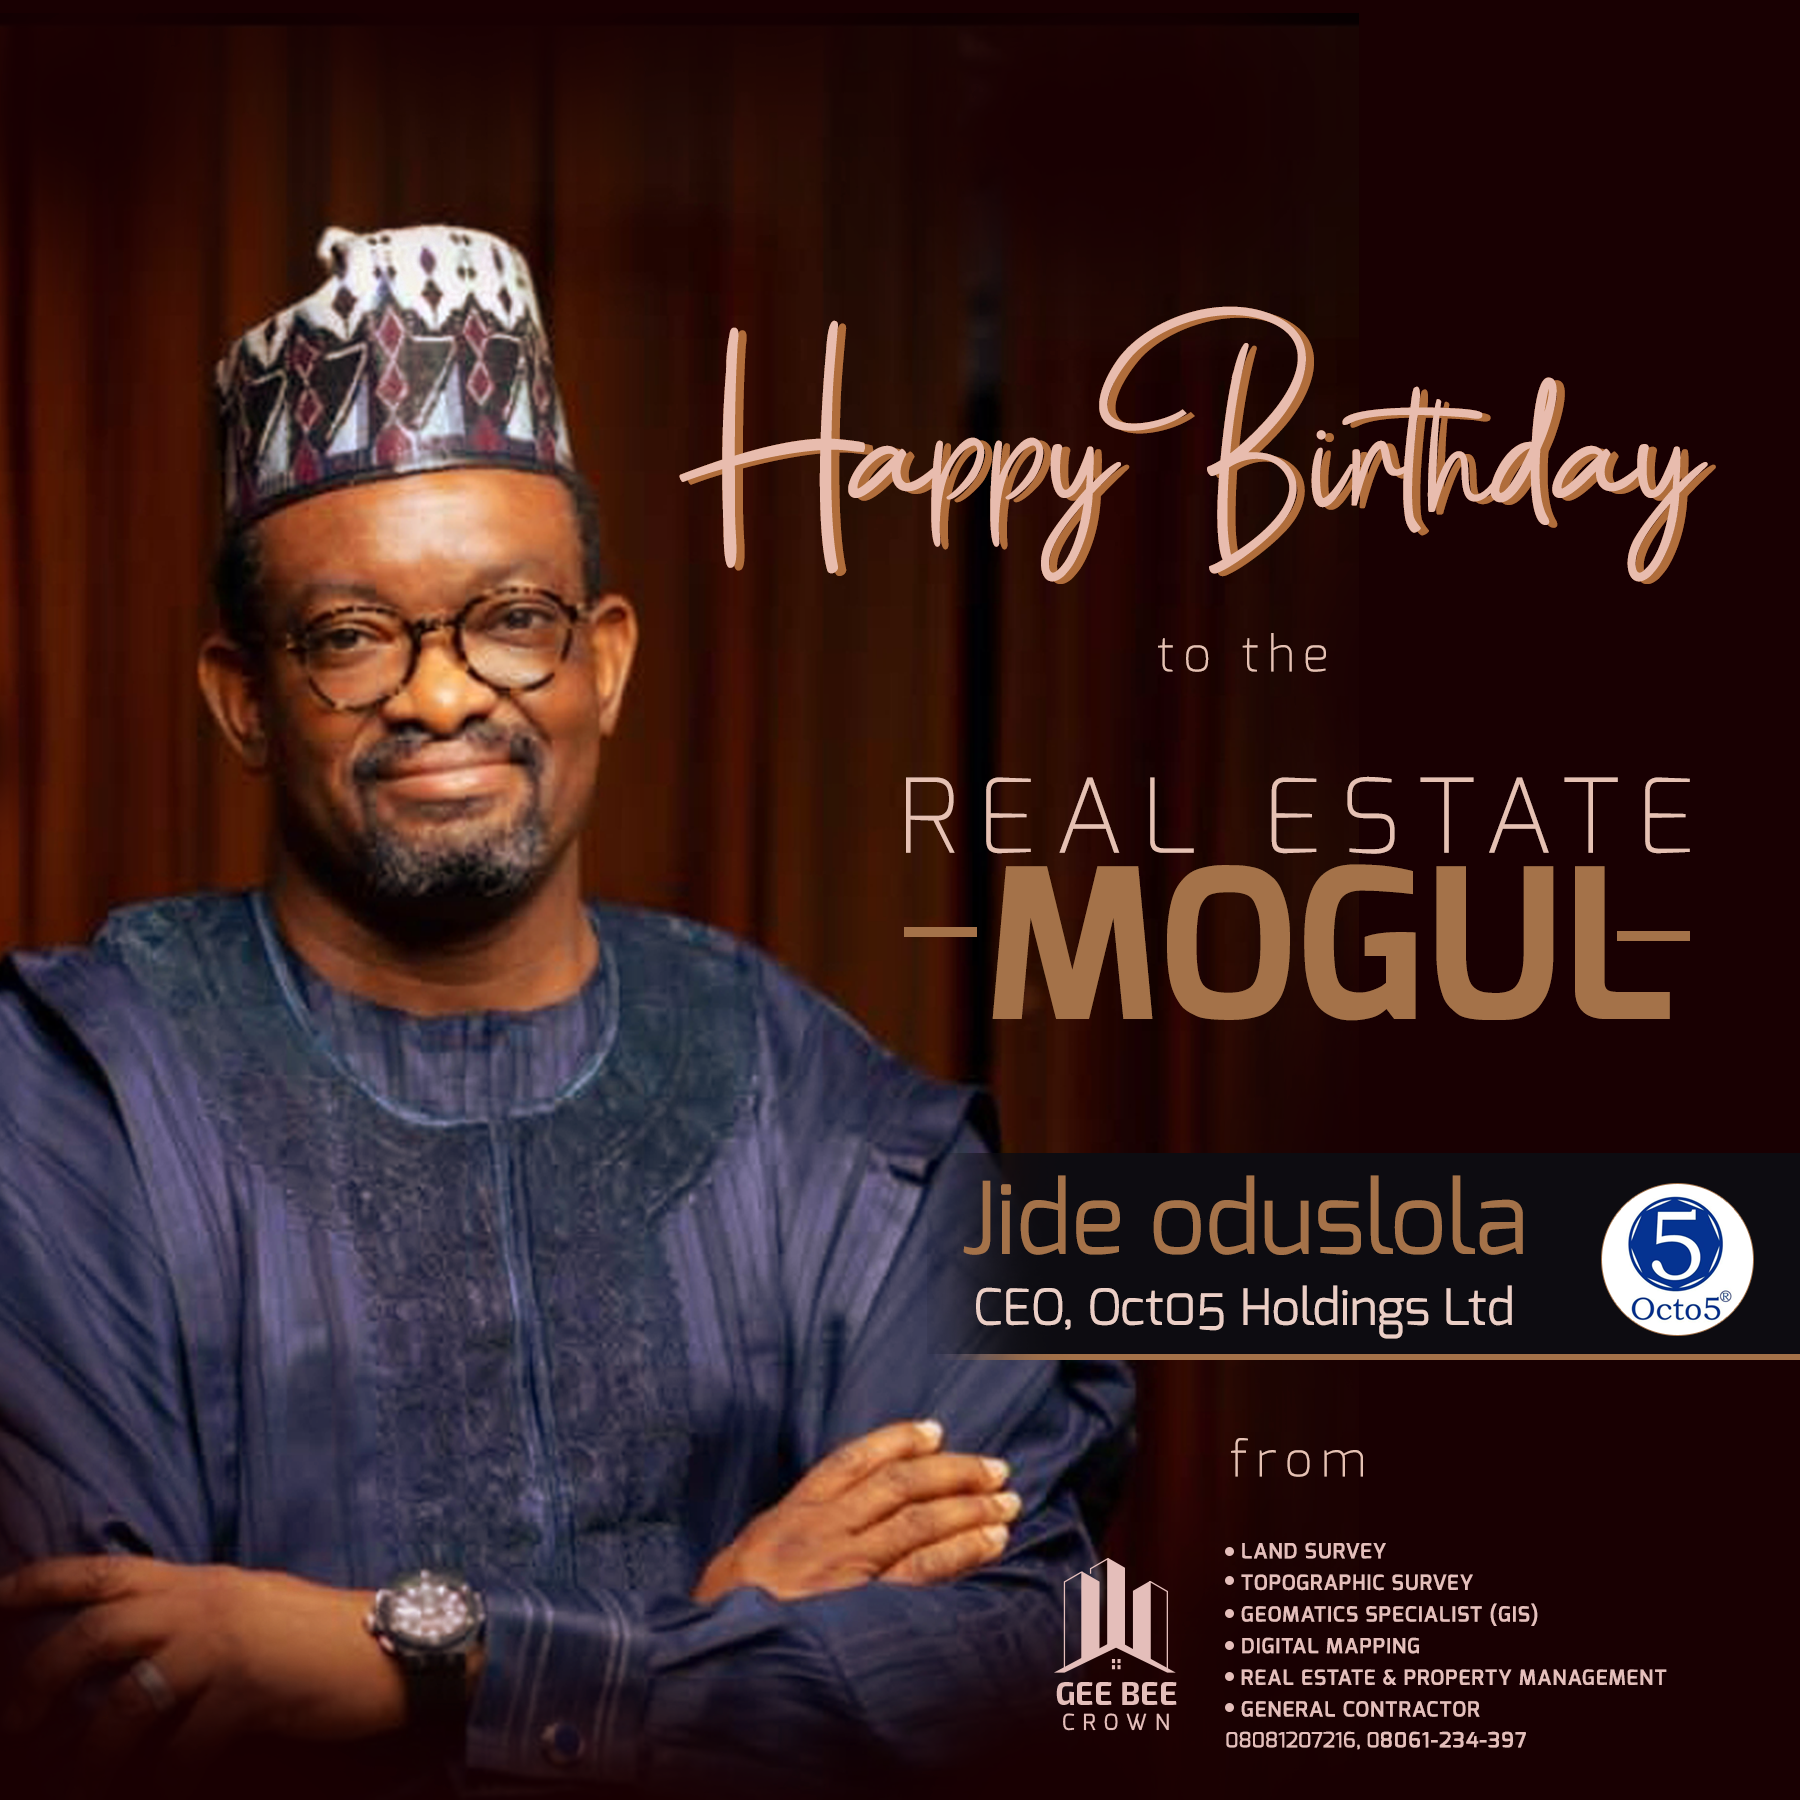 Happy Birthday
to the
REAL ESTATE
MOGUL
Jide oduslola
CEO, Octo5 Holdings Ltd
5
Octo5®
from
GEE BEE
CROWN
• LAND SURVEY
• TOPOGRAPHIC SURVEY
• GEOMATICS SPECIALIST (GIS)
• DIGITAL MAPPING
• REAL ESTATE & PROPERTY MANAGEMENT
• GENERAL CONTRACTOR
08081207216, 08061-234-397